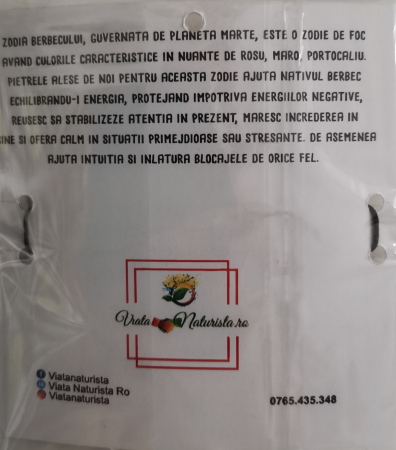 ZODIA BERBECULUI, GUVERNATA DE PLANETA MARTE, ESTE O ZODIE DE FOC
AVAND CULORILE CARACTERISTICE IN NUANTE DE ROSU, MARO, PORTOCALIU.
PIETRELE ALESE DE NOI PENTRU ACEASTA ZODIE AJUTA NATIVUL BERBEC
ECHILIBRANDU-I ENERGIA, PROTEJAND IMPOTRIVA ENERGIILOR NEGATIVE,
REUSESC SA STABILIZEZE ATENTIA IN PREZENT, MARESC INCREDEREA IN
INE SI OFERA CALM IN SITUATII PRIMEJDIOASE SAU STRESANTE. DE ASEMENEA
AJUTA INTUITIA SI INLATURA BLOCAJELE DE ORICE FEL.
Viata Naturista.ro
Viatanaturista
Viata Naturista Ro
Viatanaturista
0765.435.348